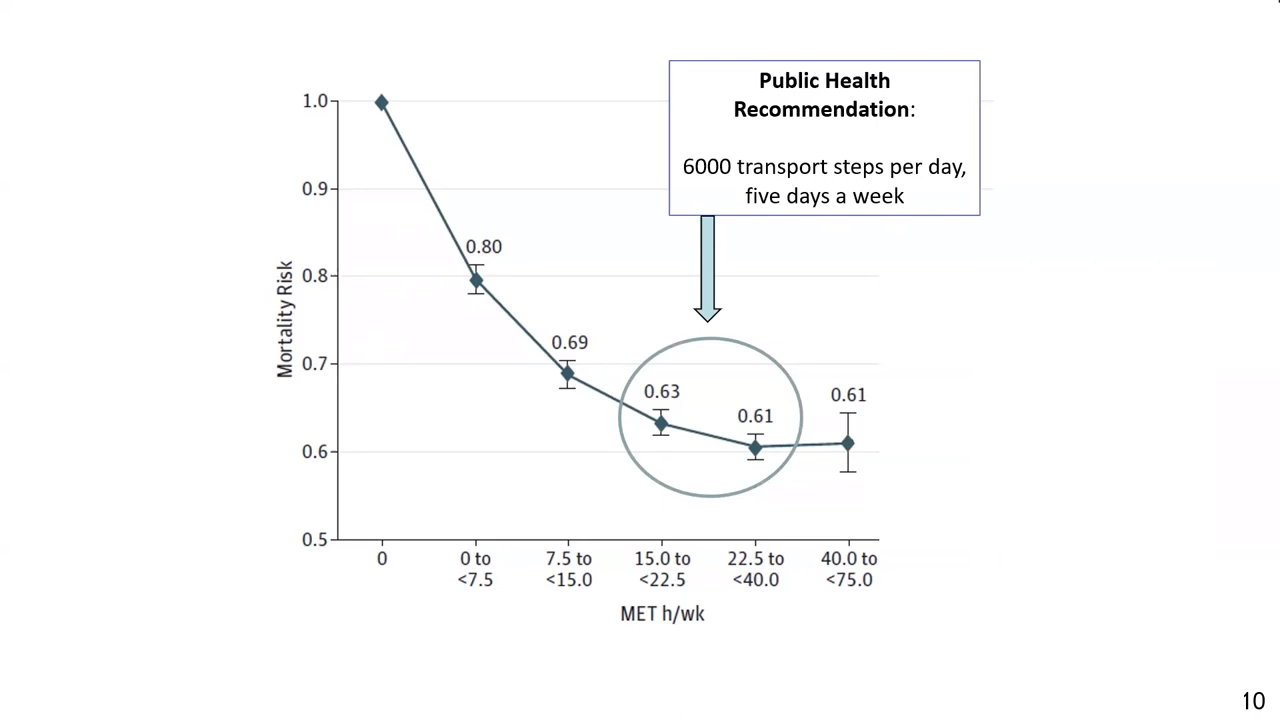 Public Health
Recommendation:
6000 transport steps per day,
five days a week
1.0
0.9
0.8
0.7
0.6
0.5
Mortality Risk
0.80
0.69
0.63
0.61
0.61
0
0 to
<7.5
7.5 to
<15.0
15.0 to
<22.5
22.5 to
<40.0
40.0 to
<75.0
MET h/wk
10